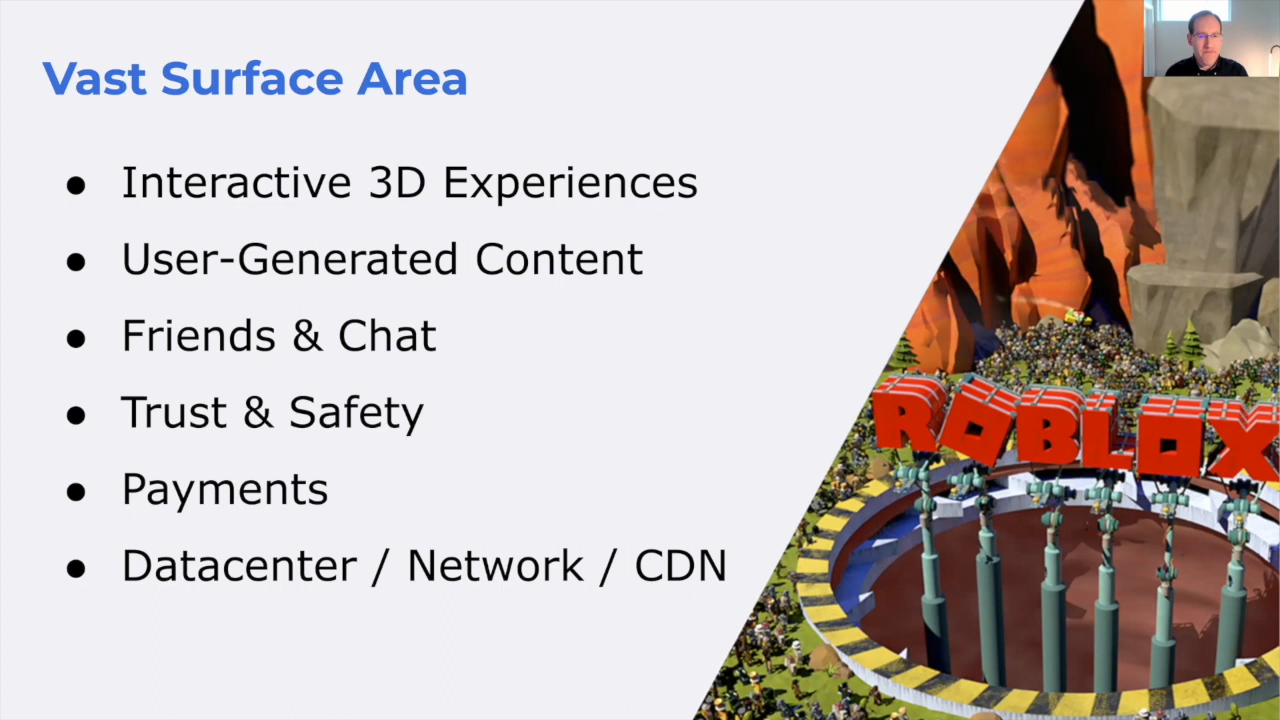 Vast Surface Area
● Interactive 3D Experiences
● User-Generated Content
● Friends & Chat
● Trust & Safety
● Payments
● Datacenter / Network / CDN
ROBLOX